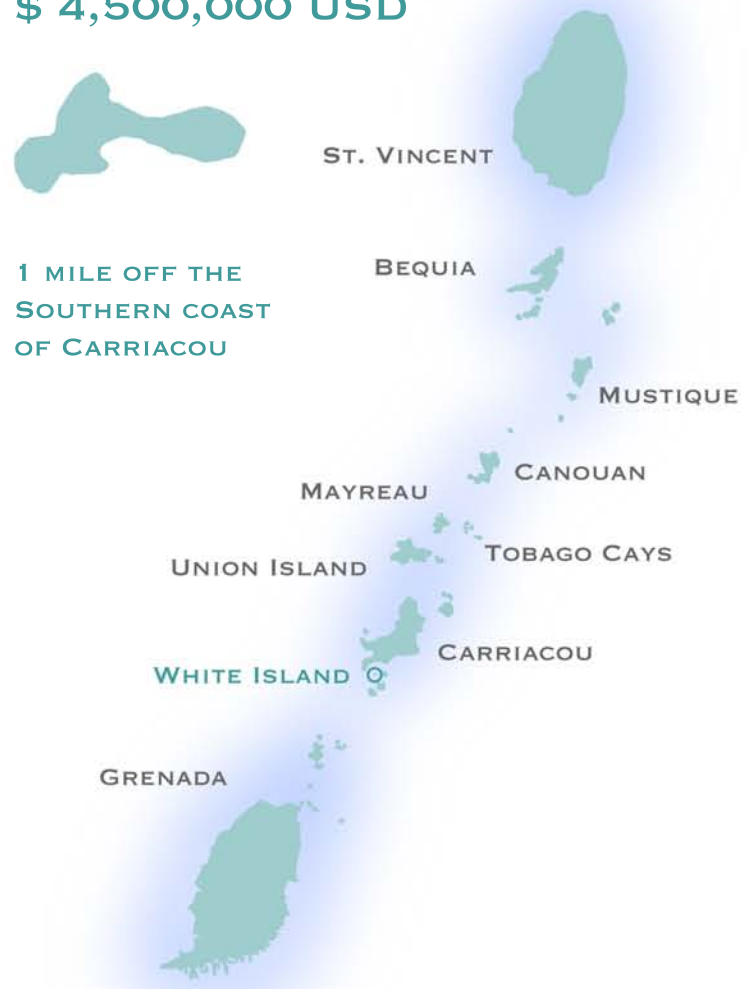 $ 4,500,000 USD
St. Vincent
Bequia
1 mile off the
Southern coast
of Carriacou
Mustique
Canouan
Mayreau
Tobago Cays
Union Island
Carriacou
White Island
Grenada